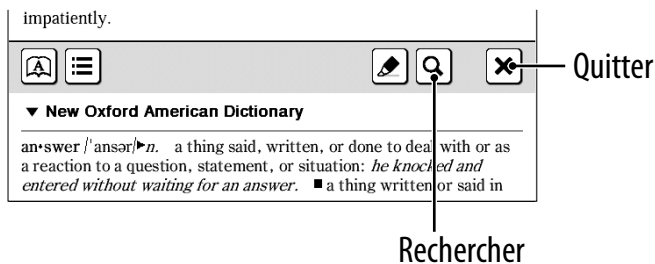 impatiently.
A
Quitter
▼ New Oxford American Dictionary
an•swer /ˈansər/▶n. a thing said, written, or done to deal with or as
a reaction to a question, statement, or situation: he knocked and
entered without waiting for an answer. ■ a thing written or said in
Rechercher